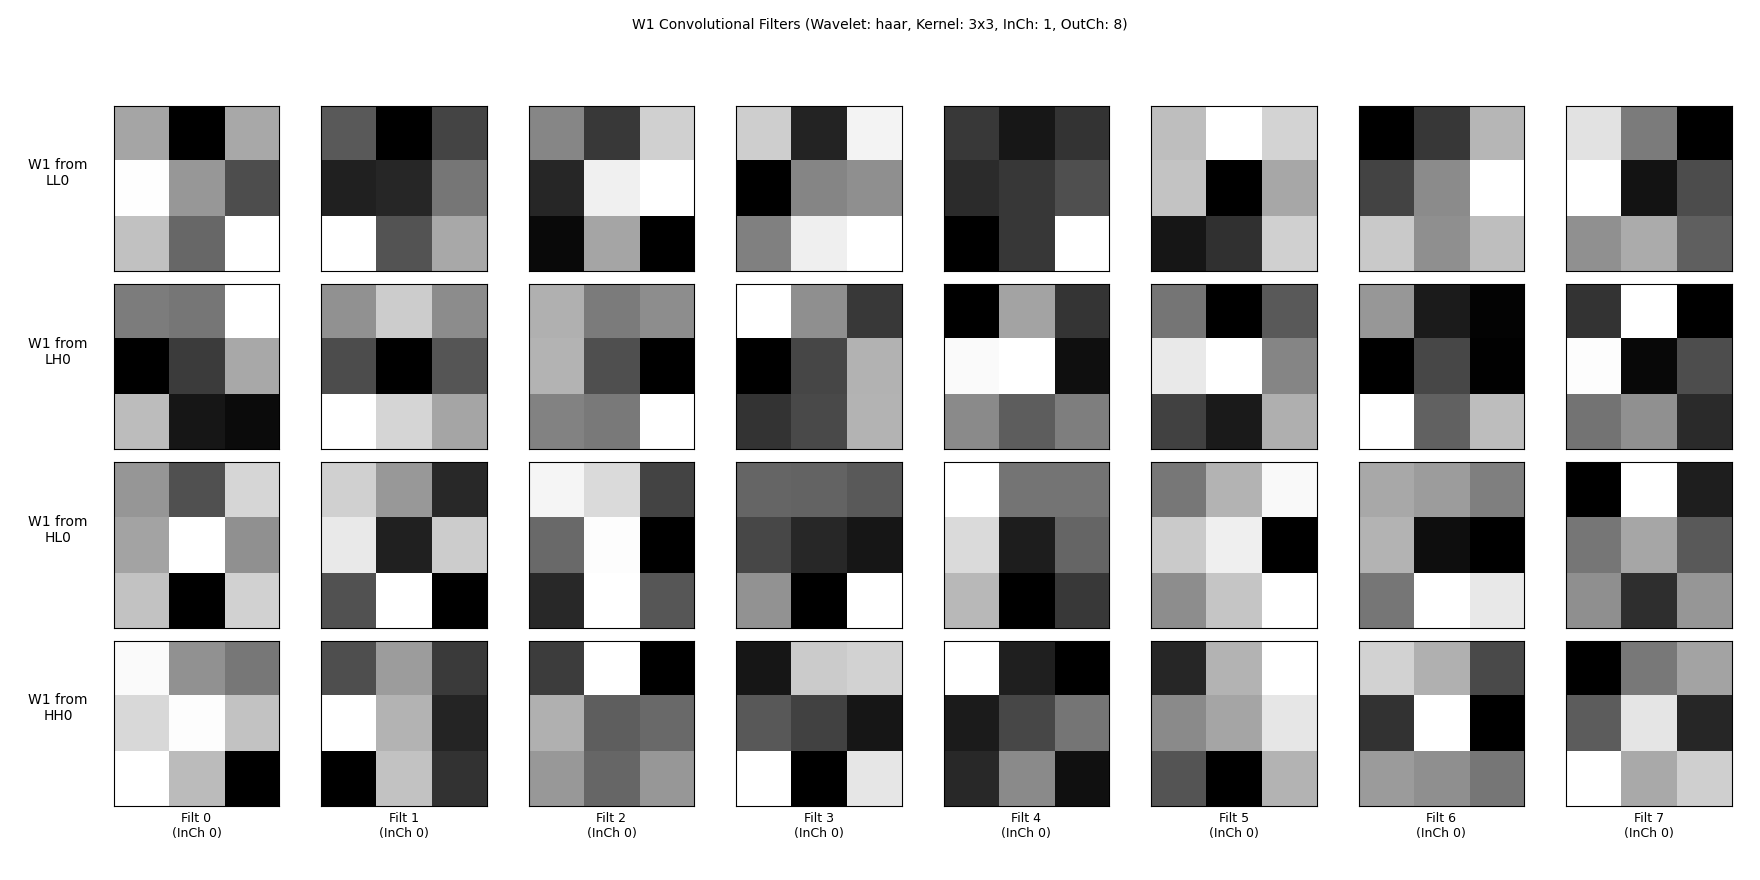 W1 Convolutional Filters (Wavelet: haar, Kernel: 3x3, InCh: 1, OutCh: 8)
W1 from
LL0
W1 from
LH0
W1 from
HL0
W1 from
HH0
Filt 0
(InCh 0)
Filt 1
(InCh 0)
Filt 2
(InCh 0)
Filt 3
(InCh 0)
Filt 4
(InCh 0)
Filt 5
(InCh 0)
Filt 6
(InCh 0)
Filt 7
(InCh 0)